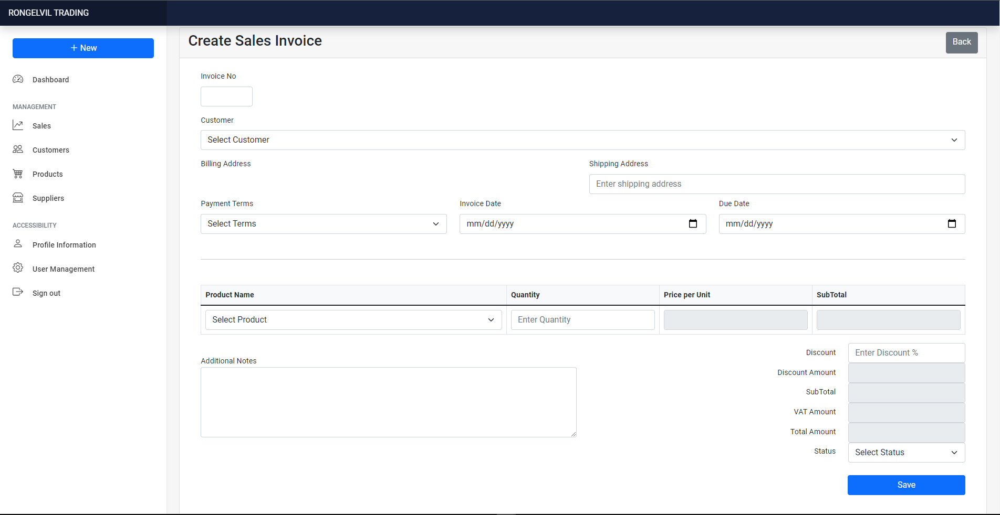 RONGELVIL TRADING
+ New
Dashboard
MANAGEMENT
Sales
Customers
Products
Suppliers
ACCESSIBILITY
Profile Information
User Management
Sign out
Create Sales Invoice
Back
Invoice No
Customer
Select Customer
Billing Address
Shipping Address
Enter shipping address
Payment Terms
Invoice Date
Due Date
Select Terms
mm/dd/yyyy
mm/dd/yyyy
Product Name
Quantity
Price per Unit
SubTotal
Select Product
Enter Quantity
Additional Notes
Discount
Enter Discount %
Discount Amount
SubTotal
VAT Amount
Total Amount
Status
Select Status
Save